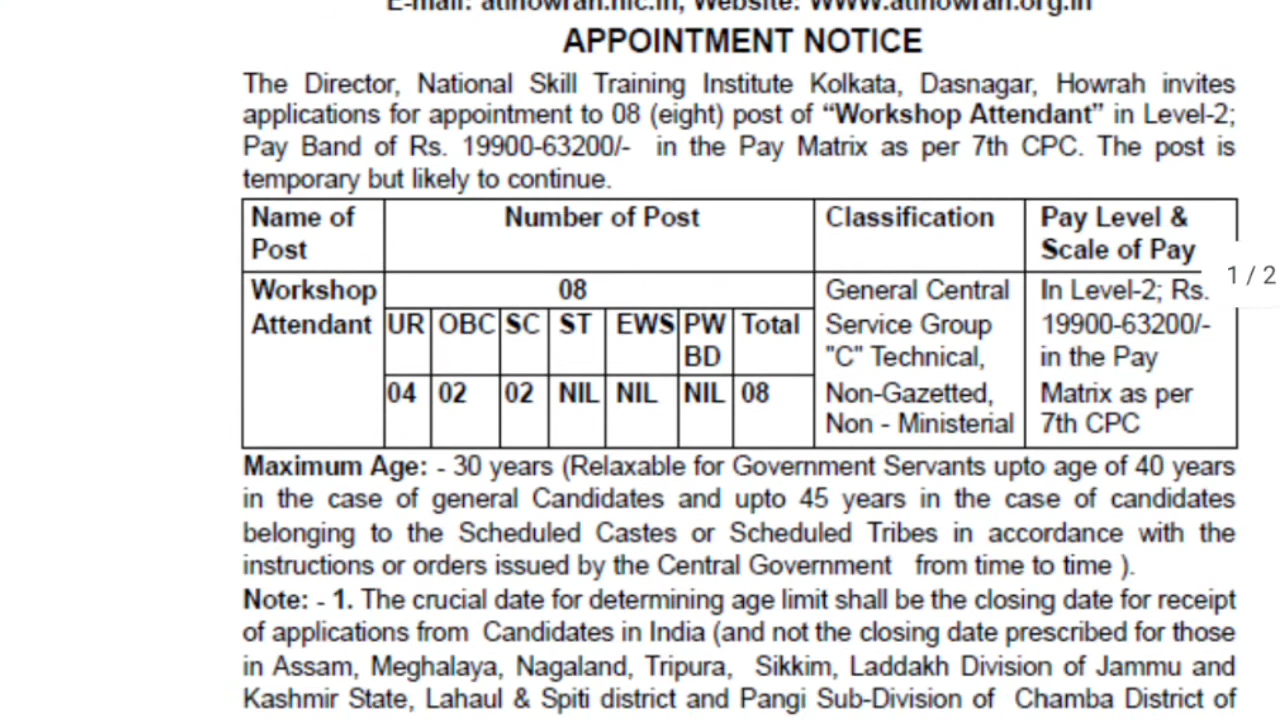 E-mail: atihowrah.nic.in, Website: WWW.atihowrah.org.in
APPOINTMENT NOTICE
The Director, National Skill Training Institute Kolkata, Dasnagar, Howrah invites
applications for appointment to 08 (eight) post of “Workshop Attendant” in Level-2;
Pay Band of Rs. 19900-63200/- in the Pay Matrix as per 7th CPC. The post is
temporary but likely to continue.
Name of Post | Number of Post | Classification | Pay Level & Scale of Pay
1 / 2
Workshop Attendant | 08 | General Central Service Group "C" Technical, Non-Gazetted, Non - Ministerial | In Level-2; Rs. 19900-63200/- in the Pay Matrix as per 7th CPC
UR | OBC | SC | ST | EWS | PW BD | Total
04 | 02 | 02 | NIL | NIL | NIL | 08
Maximum Age: - 30 years (Relaxable for Government Servants upto age of 40 years
in the case of general Candidates and upto 45 years in the case of candidates
belonging to the Scheduled Castes or Scheduled Tribes in accordance with the
instructions or orders issued by the Central Government from time to time ).
Note: - 1. The crucial date for determining age limit shall be the closing date for receipt
of applications from Candidates in India (and not the closing date prescribed for those
in Assam, Meghalaya, Nagaland, Tripura, Sikkim, Laddakh Division of Jammu and
Kashmir State, Lahaul & Spiti district and Pangi Sub-Division of Chamba District of